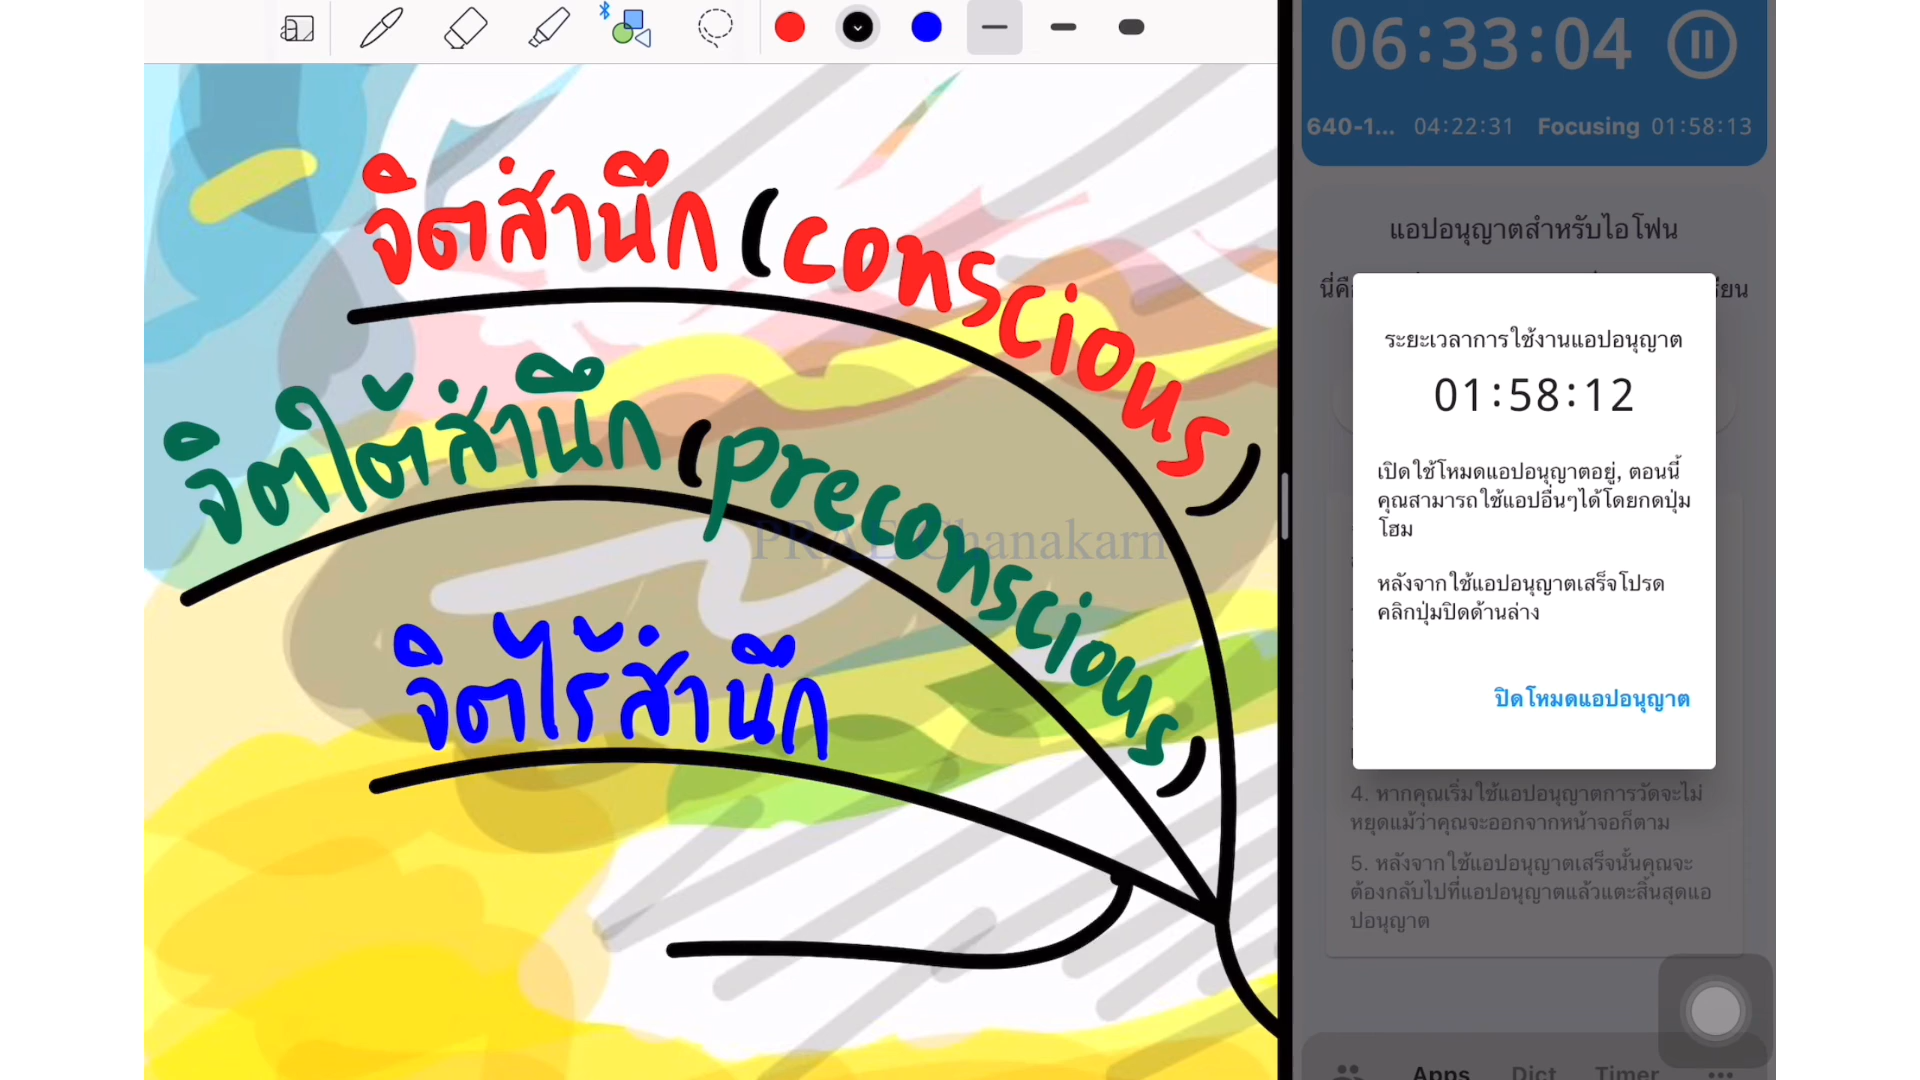 จิตสำนึก (conscious)
จิตใต้สำนึก (preconscious)
จิตไร้สำนึก
PRAE Chanakarn
06:33:04
640-1... 04:22:31 Focusing 01:58:13
แอปอนุญาตสำหรับไอโฟน
ระยะเวลาการใช้งานแอปอนุญาต
01:58:12
เปิดใช้โหมดแอปอนุญาตอยู่, ตอนนี้
คุณสามารถใช้แอปอื่นๆได้โดยกดปุ่ม
โฮม
หลังจากใช้แอปอนุญาตเสร็จโปรด
คลิกปุ่มปิดด้านล่าง
ปิดโหมดแอปอนุญาต
4. หากคุณเริ่มใช้แอปอนุญาตการวัดจะไม่
หยุดแม้ว่าคุณจะออกจากหน้าจอก็ตาม
5. หลังจากใช้แอปอนุญาตเสร็จนั้นคุณจะ
ต้องกลับไปที่แอปอนุญาตแล้วแตะสิ้นสุดแอ
ปอนุญาต
Apps Dict Timer